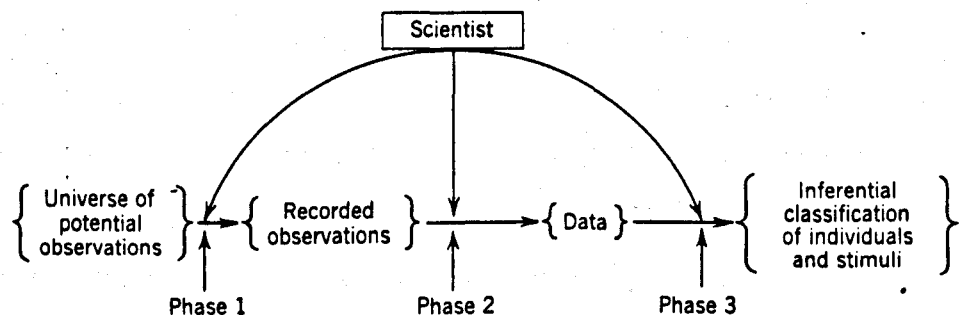 Scientist
Universe of
potential
observations
Recorded
observations
Data
Inferential
classification
of individuals
and stimuli
Phase 1
Phase 2
Phase 3